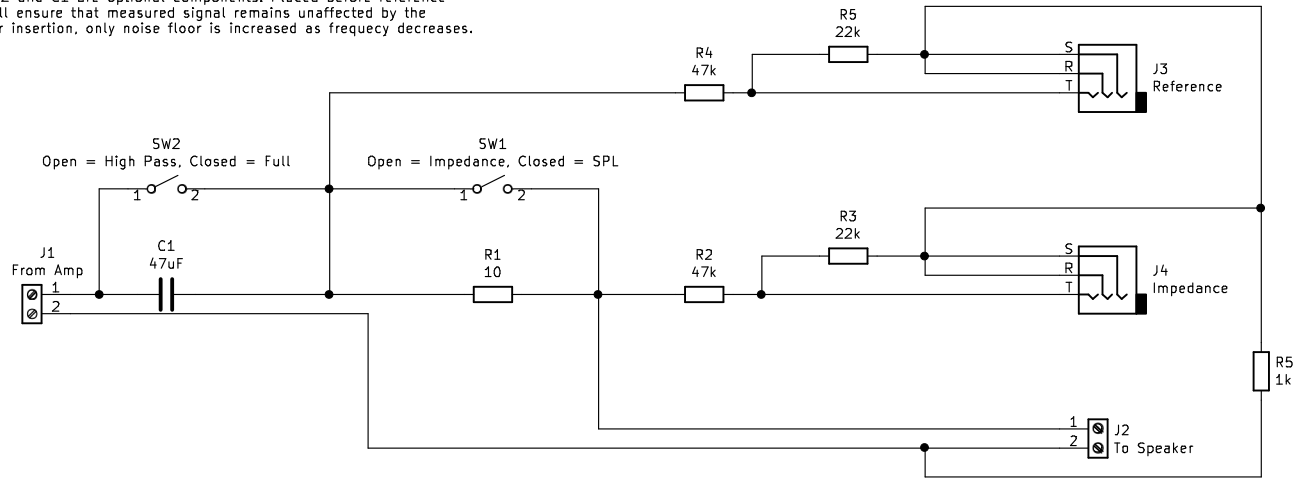 2 and C1 are optional components. Placed before reference
ll ensure that measured signal remains unaffected by the
r insertion, only noise floor is increased as frequecy decreases.
R5
22k
R4
47k
S
R
T
J3
Reference
SW2
Open = High Pass, Closed = Full
1
2
SW1
Open = Impedance, Closed = SPL
1
2
R3
22k
J1
From Amp
1
2
C1
47uF
R1
10
R2
47k
S
R
T
J4
Impedance
R5
1k
1
2
J2
To Speaker